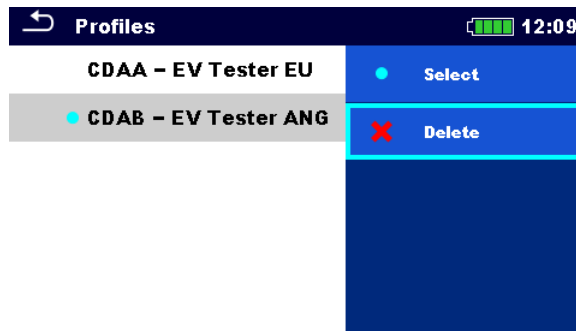 Profiles
12:09
CDAA – EV Tester EU
CDAB – EV Tester ANG
Select
Delete